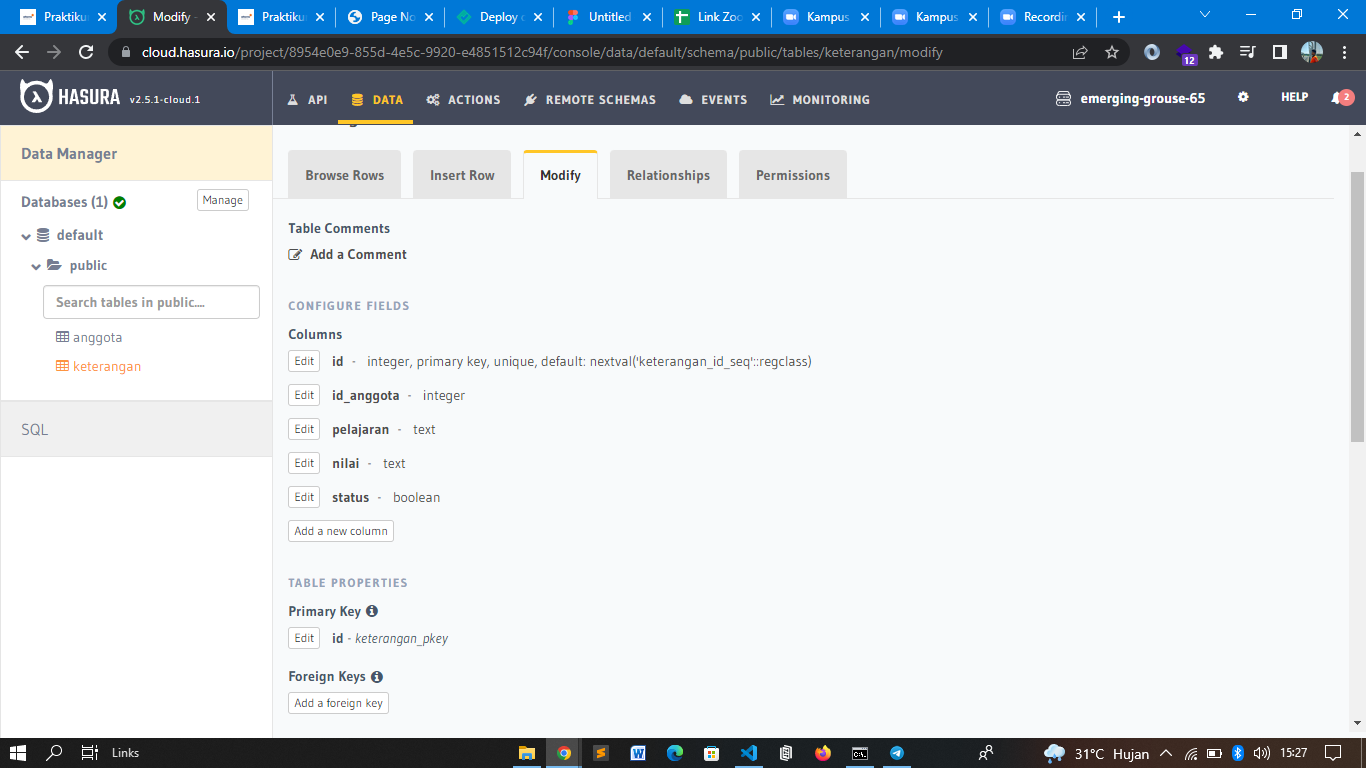 Praktikun
Modify -
Praktikun
Page No
Deploy
Untitled
Link Zoo
Kampus
Kampus
Recordin
cloud.hasura.io/project/8954e0e9-855d-4e5c-9920-e4851512c94f/console/data/default/schema/public/tables/keterangan/modify
12
HASURA v2.5.1-cloud.1
API
DATA
ACTIONS
REMOTE SCHEMAS
EVENTS
MONITORING
emerging-grouse-65
HELP
2
Data Manager
Databases (1)
Manage
default
public
Search tables in public....
anggota
keterangan
SQL
Browse Rows
Insert Row
Modify
Relationships
Permissions
Table Comments
Add a Comment
CONFIGURE FIELDS
Columns
Edit id - integer, primary key, unique, default: nextval('keterangan_id_seq'::regclass)
Edit id_anggota - integer
Edit pelajaran - text
Edit nilai - text
Edit status - boolean
Add a new column
TABLE PROPERTIES
Primary Key
Edit id - keterangan_pkey
Foreign Keys
Add a foreign key
Links
31°C Hujan
15:27